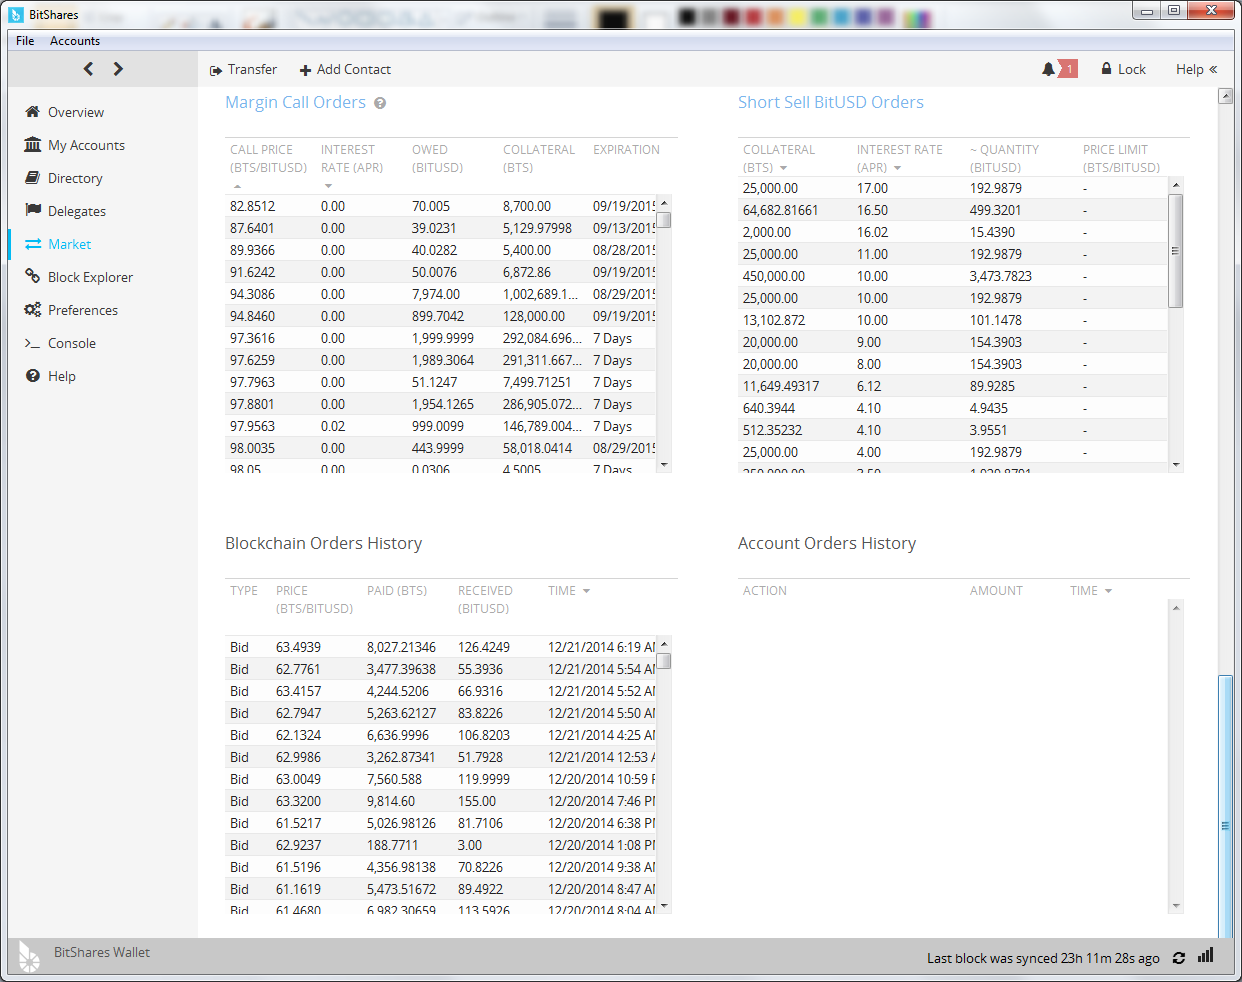 BitShares
File Accounts
Transfer Add Contact 1 Lock Help «
Overview
My Accounts
Directory
Delegates
Market
Block Explorer
Preferences
Console
Help
Margin Call Orders
CALL PRICE (BTS/BITUSD) INTEREST RATE (APR) OWED (BITUSD) COLLATERAL (BTS) EXPIRATION
82.8512 0.00 70.005 8,700.00 09/19/2015
87.6401 0.00 39.0231 5,129.97998 09/13/2015
89.9366 0.00 40.0282 5,400.00 08/28/2015
91.6242 0.00 50.0076 6,872.86 09/19/2015
94.3086 0.00 7,974.00 1,002,689.1... 08/29/2015
94.8460 0.00 899.7042 128,000.00 09/19/2015
97.3616 0.00 1,999.9999 292,084.696... 7 Days
97.6259 0.00 1,989.3064 291,311.667... 7 Days
97.7963 0.00 51.1247 7,499.71251 7 Days
97.8801 0.00 1,954.1265 286,905.072... 7 Days
97.9563 0.02 999.0099 146,789.004... 7 Days
98.0035 0.00 443.9999 58,018.0414 08/29/2015
98.05 0.00 0.0306 4.5005 7 Days
Short Sell BitUSD Orders
COLLATERAL (BTS) INTEREST RATE (APR) ~ QUANTITY (BITUSD) PRICE LIMIT (BTS/BITUSD)
25,000.00 17.00 192.9879 -
64,682.81661 16.50 499.3201 -
2,000.00 16.02 15.4390 -
25,000.00 11.00 192.9879 -
450,000.00 10.00 3,473.7823 -
25,000.00 10.00 192.9879 -
13,102.872 10.00 101.1478 -
20,000.00 9.00 154.3903 -
20,000.00 8.00 154.3903 -
11,649.49317 6.12 89.9285 -
640.3944 4.10 4.9435 -
512.35232 4.10 3.9551 -
25,000.00 4.00 192.9879 -
Blockchain Orders History
TYPE PRICE (BTS/BITUSD) PAID (BTS) RECEIVED (BITUSD) TIME
Bid 63.4939 8,027.21346 126.4249 12/21/2014 6:19 AM
Bid 62.7761 3,477.39638 55.3936 12/21/2014 5:54 AM
Bid 63.4157 4,244.5206 66.9316 12/21/2014 5:52 AM
Bid 62.7947 5,263.62127 83.8226 12/21/2014 5:50 AM
Bid 62.1324 6,636.9996 106.8203 12/21/2014 4:25 AM
Bid 62.9986 3,262.87341 51.7928 12/21/2014 12:53 A
Bid 63.0049 7,560.588 119.9999 12/20/2014 10:59 P
Bid 63.3200 9,814.60 155.00 12/20/2014 7:46 PM
Bid 61.5217 5,026.98126 81.7106 12/20/2014 6:38 PM
Bid 62.9237 188.7711 3.00 12/20/2014 1:08 PM
Bid 61.5196 4,356.98138 70.8226 12/20/2014 9:38 AM
Bid 61.1619 5,473.51672 89.4922 12/20/2014 8:47 AM
Bid 61.4680 6,982.30659 113.5926 12/20/2014 8:04 AM
Account Orders History
ACTION AMOUNT TIME
BitShares Wallet
Last block was synced 23h 11m 28s ago